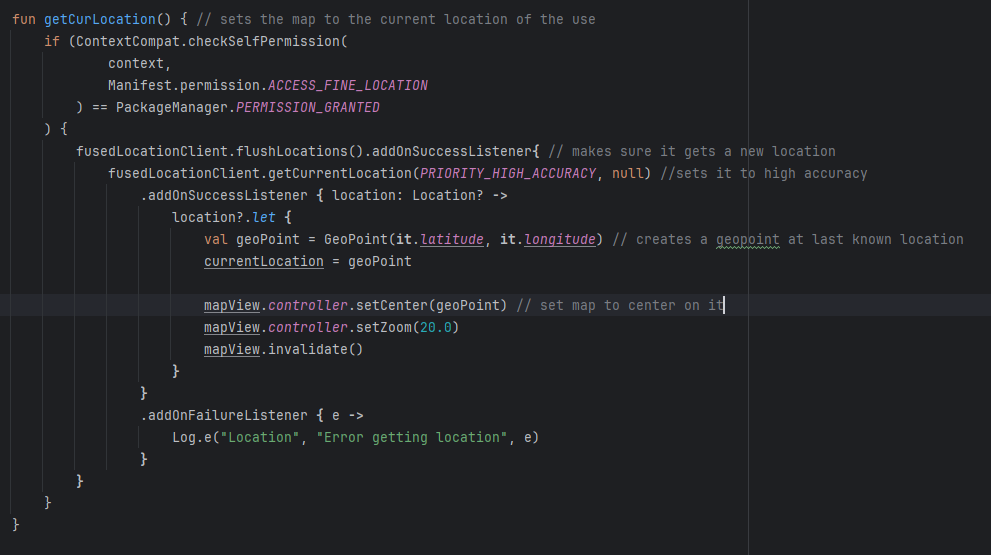 fun getCurLocation() { // sets the map to the current location of the use
    if (ContextCompat.checkSelfPermission(
            context,
            Manifest.permission.ACCESS_FINE_LOCATION
        ) == PackageManager.PERMISSION_GRANTED
    ) {
        fusedLocationClient.flushLocations().addOnSuccessListener{ // makes sure it gets a new location
            fusedLocationClient.getCurrentLocation(PRIORITY_HIGH_ACCURACY, null) //sets it to high accuracy
                .addOnSuccessListener { location: Location? ->
                    location?.let {
                        val geoPoint = GeoPoint(it.latitude, it.longitude) // creates a geopoint at last known location
                        currentLocation = geoPoint

                        mapView.controller.setCenter(geoPoint) // set map to center on it
                        mapView.controller.setZoom(20.0)
                        mapView.invalidate()
                    }
                }
                .addOnFailureListener { e ->
                    Log.e("Location", "Error getting location", e)
                }
        }
    }
}